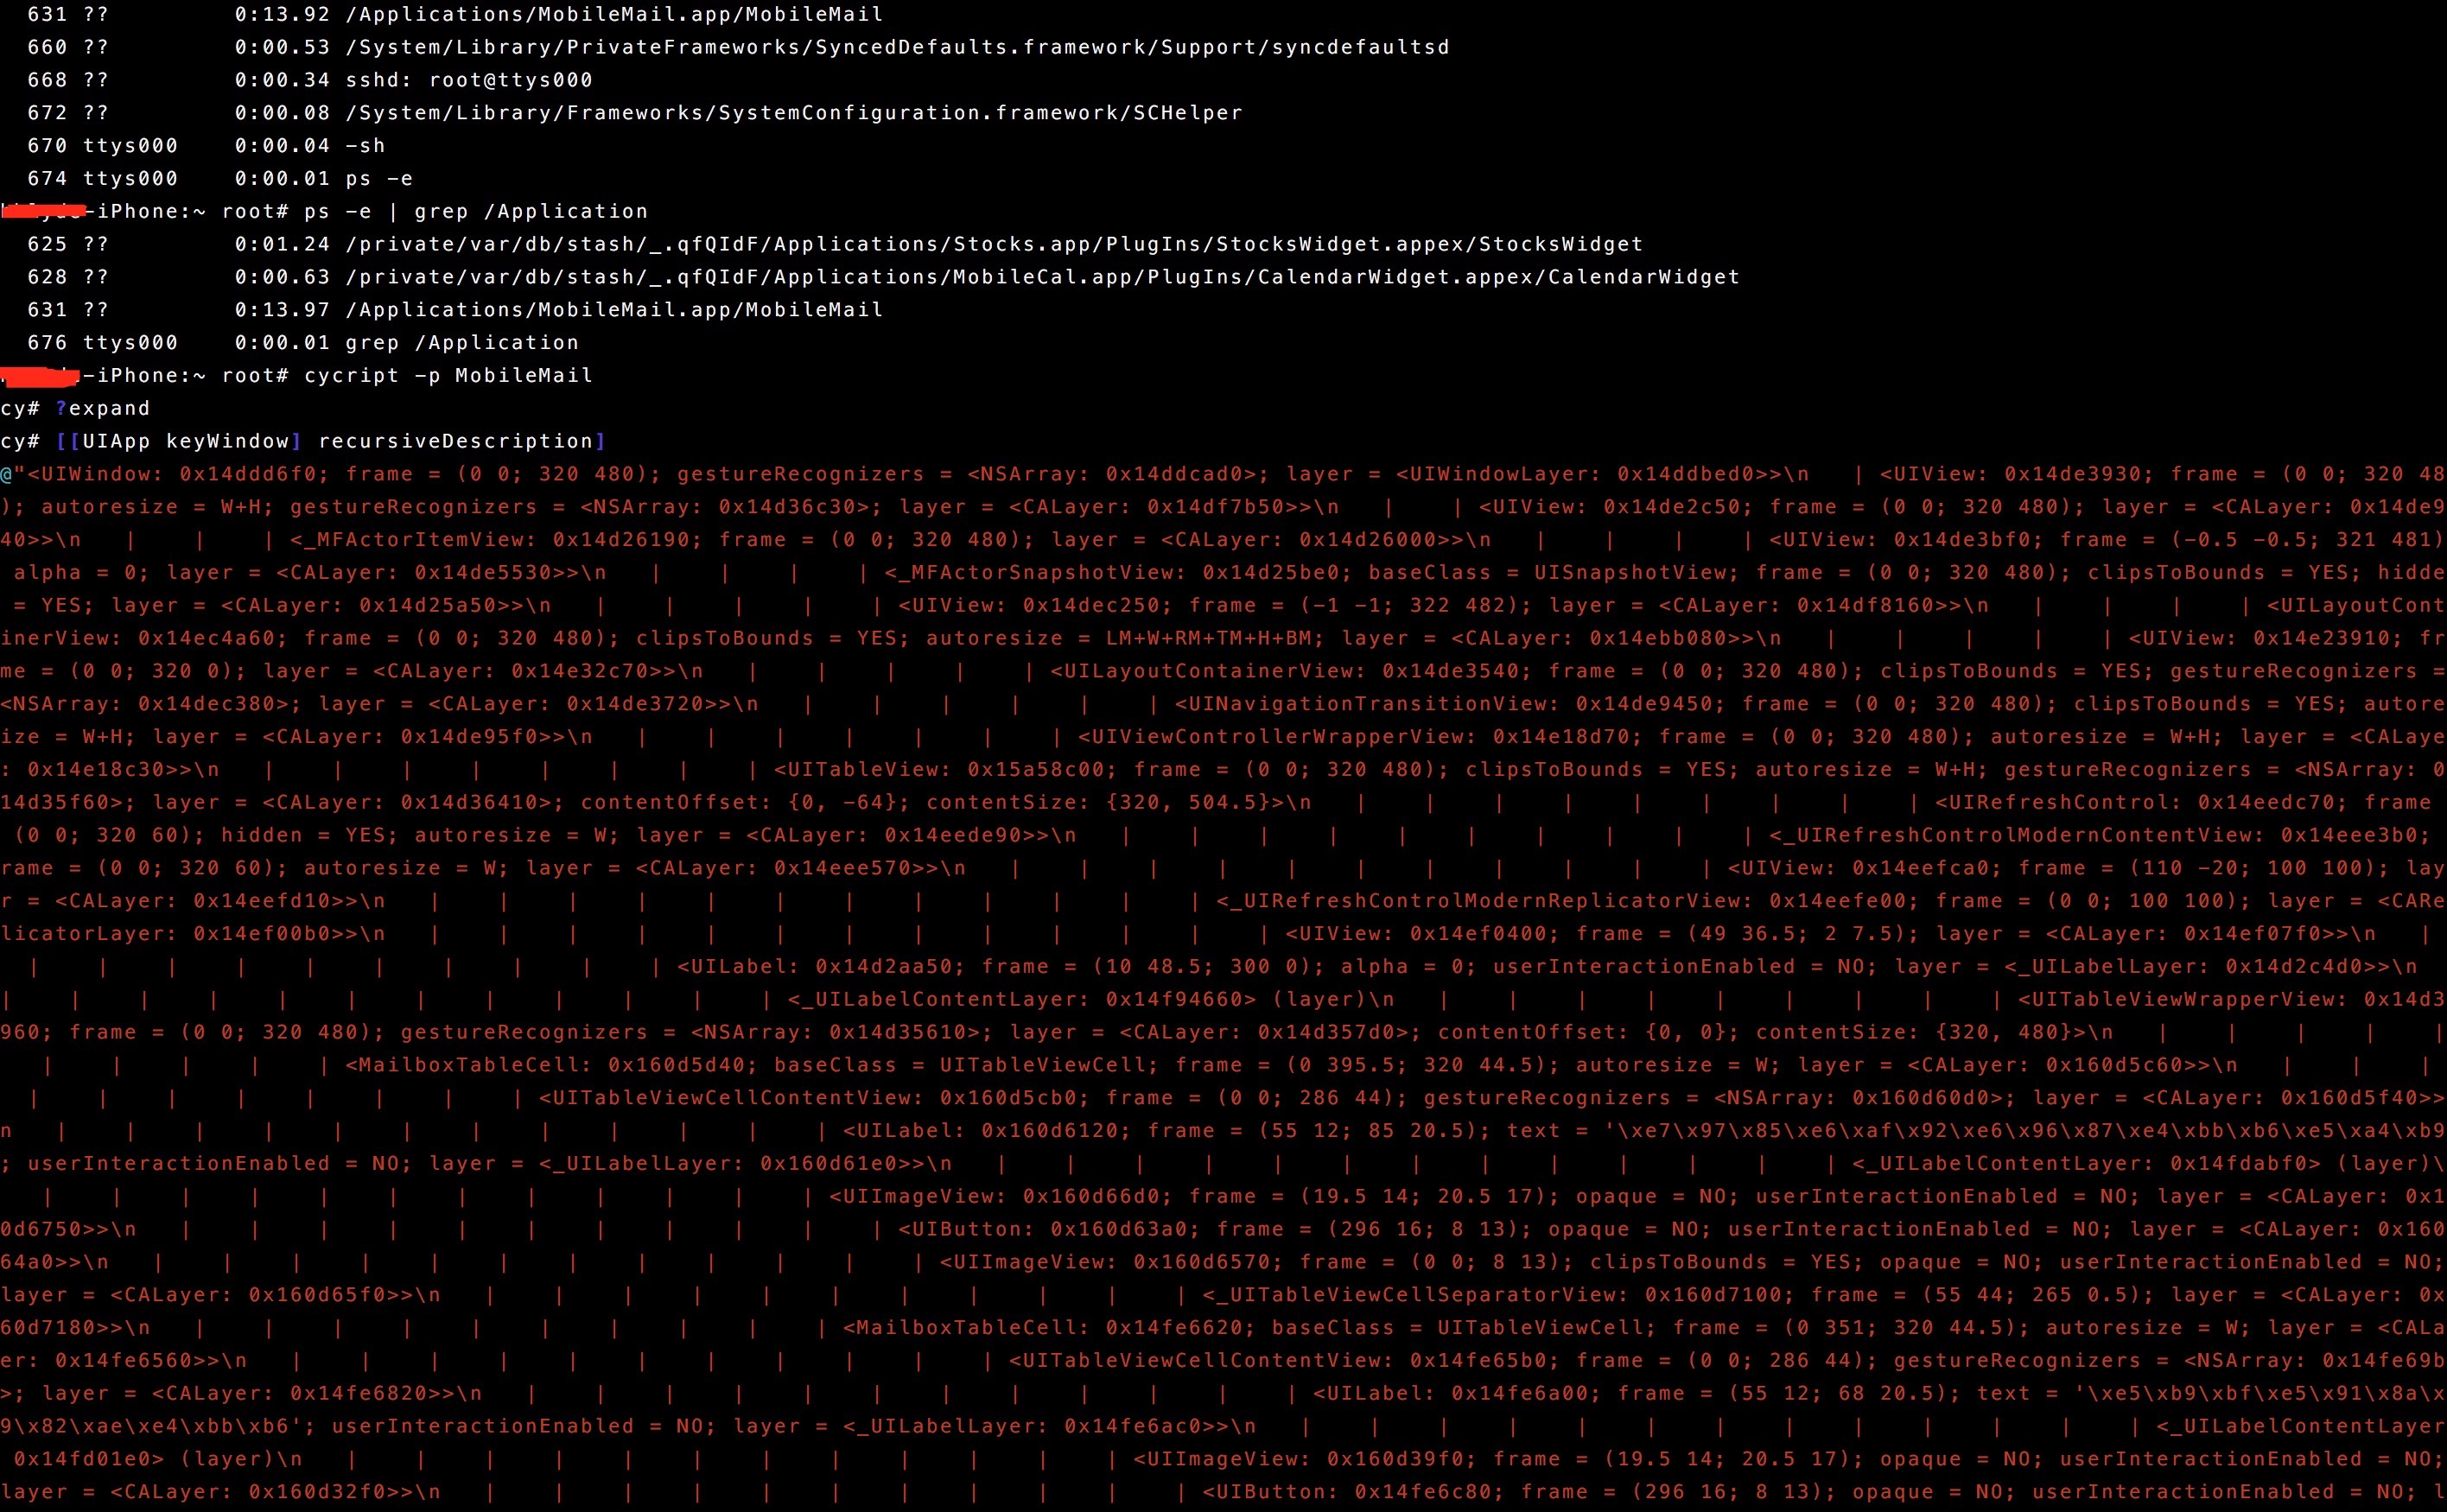 631 ??         0:13.92 /Applications/MobileMail.app/MobileMail
660 ??         0:00.53 /System/Library/PrivateFrameworks/SyncedDefaults.framework/Support/syncdefaultsd
668 ??         0:00.34 sshd: root@ttys000
672 ??         0:00.08 /System/Library/Frameworks/SystemConfiguration.framework/SCHelper
670 ttys000    0:00.04 -sh
674 ttys000    0:00.01 ps -e
-iPhone:~ root# ps -e | grep /Application
625 ??         0:01.24 /private/var/db/stash/_.qfQIdF/Applications/Stocks.app/PlugIns/StocksWidget.appex/StocksWidget
628 ??         0:00.63 /private/var/db/stash/_.qfQIdF/Applications/MobileCal.app/PlugIns/CalendarWidget.appex/CalendarWidget
631 ??         0:13.97 /Applications/MobileMail.app/MobileMail
676 ttys000    0:00.01 grep /Application
-iPhone:~ root# cycript -p MobileMail
cy# ?expand
cy# [[UIApp keyWindow] recursiveDescription]
@"<UIWindow: 0x14ddd6f0; frame = (0 0; 320 480); gestureRecognizers = <NSArray: 0x14ddcad0>; layer = <UIWindowLayer: 0x14ddbed0>>\n   | <UIView: 0x14de3930; frame = (0 0; 320 48
); autoresize = W+H; gestureRecognizers = <NSArray: 0x14d36c30>; layer = <CALayer: 0x14df7b50>>\n   |    | <UIView: 0x14de2c50; frame = (0 0; 320 480); layer = <CALayer: 0x14de9
40>>\n   |    |    | <_MFActorItemView: 0x14d26190; frame = (0 0; 320 480); layer = <CALayer: 0x14d26000>>\n   |    |    |    | <UIView: 0x14de3bf0; frame = (-0.5 -0.5; 321 481)
alpha = 0; layer = <CALayer: 0x14de5530>>\n   |    |    |    | <_MFActorSnapshotView: 0x14d25be0; baseClass = UISnapshotView; frame = (0 0; 320 480); clipsToBounds = YES; hidde
= YES; layer = <CALayer: 0x14d25a50>>\n   |    |    |    |    | <UIView: 0x14dec250; frame = (-1 -1; 322 482); layer = <CALayer: 0x14df8160>>\n   |    |    |    | <UILayoutCont
inerView: 0x14ec4a60; frame = (0 0; 320 480); clipsToBounds = YES; autoresize = LM+W+RM+TM+H+BM; layer = <CALayer: 0x14ebb080>>\n   |    |    |    |    | <UIView: 0x14e23910; fr
me = (0 0; 320 0); layer = <CALayer: 0x14e32c70>>\n   |    |    |    |    | <UILayoutContainerView: 0x14de3540; frame = (0 0; 320 480); clipsToBounds = YES; gestureRecognizers =
<NSArray: 0x14dec380>; layer = <CALayer: 0x14de3720>>\n   |    |    |    |    |    | <UINavigationTransitionView: 0x14de9450; frame = (0 0; 320 480); clipsToBounds = YES; autore
ize = W+H; layer = <CALayer: 0x14de95f0>>\n   |    |    |    |    |    |    | <UIViewControllerWrapperView: 0x14e18d70; frame = (0 0; 320 480); autoresize = W+H; layer = <CALaye
: 0x14e18c30>>\n   |    |    |    |    |    |    |    | <UITableView: 0x15a58c00; frame = (0 0; 320 480); clipsToBounds = YES; autoresize = W+H; gestureRecognizers = <NSArray: 0
14d35f60>; layer = <CALayer: 0x14d36410>; contentOffset: {0, -64}; contentSize: {320, 504.5}>\n   |    |    |    |    |    |    |    |    | <UIRefreshControl: 0x14eedc70; frame
(0 0; 320 60); hidden = YES; autoresize = W; layer = <CALayer: 0x14eede90>>\n   |    |    |    |    |    |    |    |    |    | <_UIRefreshControlModernContentView: 0x14eee3b0;
rame = (0 0; 320 60); autoresize = W; layer = <CALayer: 0x14eee570>>\n   |    |    |    |    |    |    |    |    |    |    | <UIView: 0x14eefca0; frame = (110 -20; 100 100); lay
r = <CALayer: 0x14eefd10>>\n   |    |    |    |    |    |    |    |    |    |    |    | <_UIRefreshControlModernReplicatorView: 0x14eefe00; frame = (0 0; 100 100); layer = <CARe
licatorLayer: 0x14ef00b0>>\n   |    |    |    |    |    |    |    |    |    |    |    |    | <UIView: 0x14ef0400; frame = (49 36.5; 2 7.5); layer = <CALayer: 0x14ef07f0>>\n   |
|    |    |    |    |    |    |    |    |    | <UILabel: 0x14d2aa50; frame = (10 48.5; 300 0); alpha = 0; userInteractionEnabled = NO; layer = <_UILabelLayer: 0x14d2c4d0>>\n
|    |    |    |    |    |    |    |    |    |    |    | <_UILabelContentLayer: 0x14f94660> (layer)\n   |    |    |    |    |    |    |    |    | <UITableViewWrapperView: 0x14d3
960; frame = (0 0; 320 480); gestureRecognizers = <NSArray: 0x14d35610>; layer = <CALayer: 0x14d357d0>; contentOffset: {0, 0}; contentSize: {320, 480}>\n   |    |    |    |    |
|    |    |    |    | <MailboxTableCell: 0x160d5d40; baseClass = UITableViewCell; frame = (0 395.5; 320 44.5); autoresize = W; layer = <CALayer: 0x160d5c60>>\n   |    |    |
|    |    |    |    |    |    |    | <UITableViewCellContentView: 0x160d5cb0; frame = (0 0; 286 44); gestureRecognizers = <NSArray: 0x160d60d0>; layer = <CALayer: 0x160d5f40>>
n   |    |    |    |    |    |    |    |    |    |    |    | <UILabel: 0x160d6120; frame = (55 12; 85 20.5); text = '\xe7\x97\x85\xe6\xaf\x92\xe6\x96\x87\xe4\xbb\xb6\xe5\xa4\xb9
; userInteractionEnabled = NO; layer = <_UILabelLayer: 0x160d61e0>>\n   |    |    |    |    |    |    |    |    |    |    |    |    | <_UILabelContentLayer: 0x14fdabf0> (layer)\
|    |    |    |    |    |    |    |    |    |    |    | <UIImageView: 0x160d66d0; frame = (19.5 14; 20.5 17); opaque = NO; userInteractionEnabled = NO; layer = <CALayer: 0x1
0d6750>>\n   |    |    |    |    |    |    |    |    |    |    | <UIButton: 0x160d63a0; frame = (296 16; 8 13); opaque = NO; userInteractionEnabled = NO; layer = <CALayer: 0x160
64a0>>\n   |    |    |    |    |    |    |    |    |    |    |    | <UIImageView: 0x160d6570; frame = (0 0; 8 13); clipsToBounds = YES; opaque = NO; userInteractionEnabled = NO;
layer = <CALayer: 0x160d65f0>>\n   |    |    |    |    |    |    |    |    |    |    | <_UITableViewCellSeparatorView: 0x160d7100; frame = (55 44; 265 0.5); layer = <CALayer: 0x
60d7180>>\n   |    |    |    |    |    |    |    |    |    | <MailboxTableCell: 0x14fe6620; baseClass = UITableViewCell; frame = (0 351; 320 44.5); autoresize = W; layer = <CALa
er: 0x14fe6560>>\n   |    |    |    |    |    |    |    |    |    |    | <UITableViewCellContentView: 0x14fe65b0; frame = (0 0; 286 44); gestureRecognizers = <NSArray: 0x14fe69b
>; layer = <CALayer: 0x14fe6820>>\n   |    |    |    |    |    |    |    |    |    |    |    | <UILabel: 0x14fe6a00; frame = (55 12; 68 20.5); text = '\xe5\xb9\xbf\xe5\x91\x8a\x
9\x82\xae\xe4\xbb\xb6'; userInteractionEnabled = NO; layer = <_UILabelLayer: 0x14fe6ac0>>\n   |    |    |    |    |    |    |    |    |    |    |    |    | <_UILabelContentLayer
0x14fd01e0> (layer)\n   |    |    |    |    |    |    |    |    |    |    |    | <UIImageView: 0x160d39f0; frame = (19.5 14; 20.5 17); opaque = NO; userInteractionEnabled = NO;
layer = <CALayer: 0x160d32f0>>\n   |    |    |    |    |    |    |    |    |    |    | <UIButton: 0x14fe6c80; frame = (296 16; 8 13); opaque = NO; userInteractionEnabled = NO; l